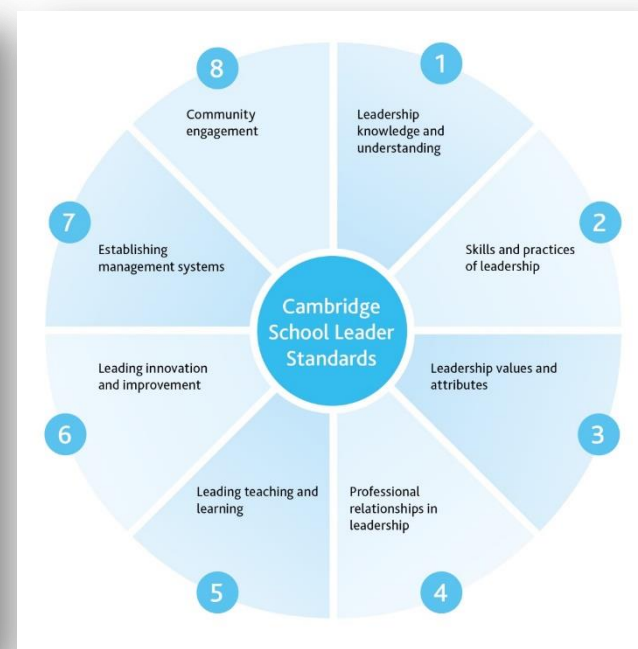 Cambridge
School Leader
Standards
1
Leadership
knowledge and
understanding
2
Skills and practices
of leadership
3
Leadership values and
attributes
4
Professional
relationships in
leadership
5
Leading teaching and
learning
6
Leading innovation
and improvement
7
Establishing
management systems
8
Community
engagement